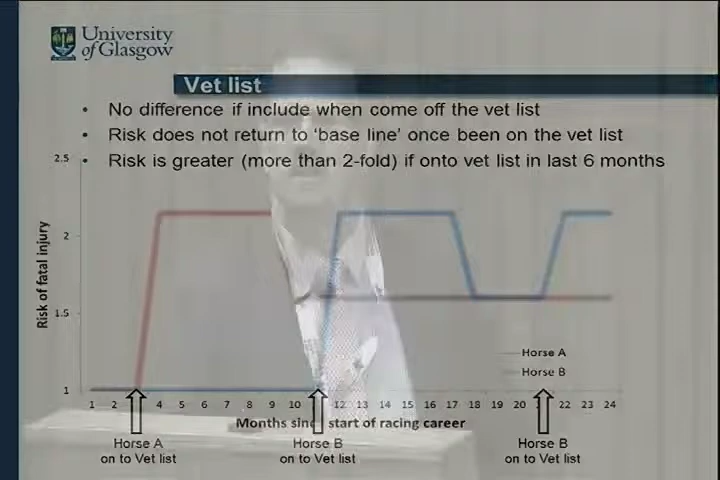 University
of Glasgow
Vet list
• No difference if include when come off the vet list
• Risk does not return to 'base line' once been on the vet list
• Risk is greater (more than 2-fold) if onto vet list in last 6 months
2.5
2
1.5
1
Risk of fatal injury
Horse A
Horse B
1 2 4 5 6 7 8 9 10 12 13 14 15 16 17 18 19 20 22 23 24
Months sinc start of racing career
Horse A
on to Vet list
Horse B
on to Vet list
Horse B
on to Vet list